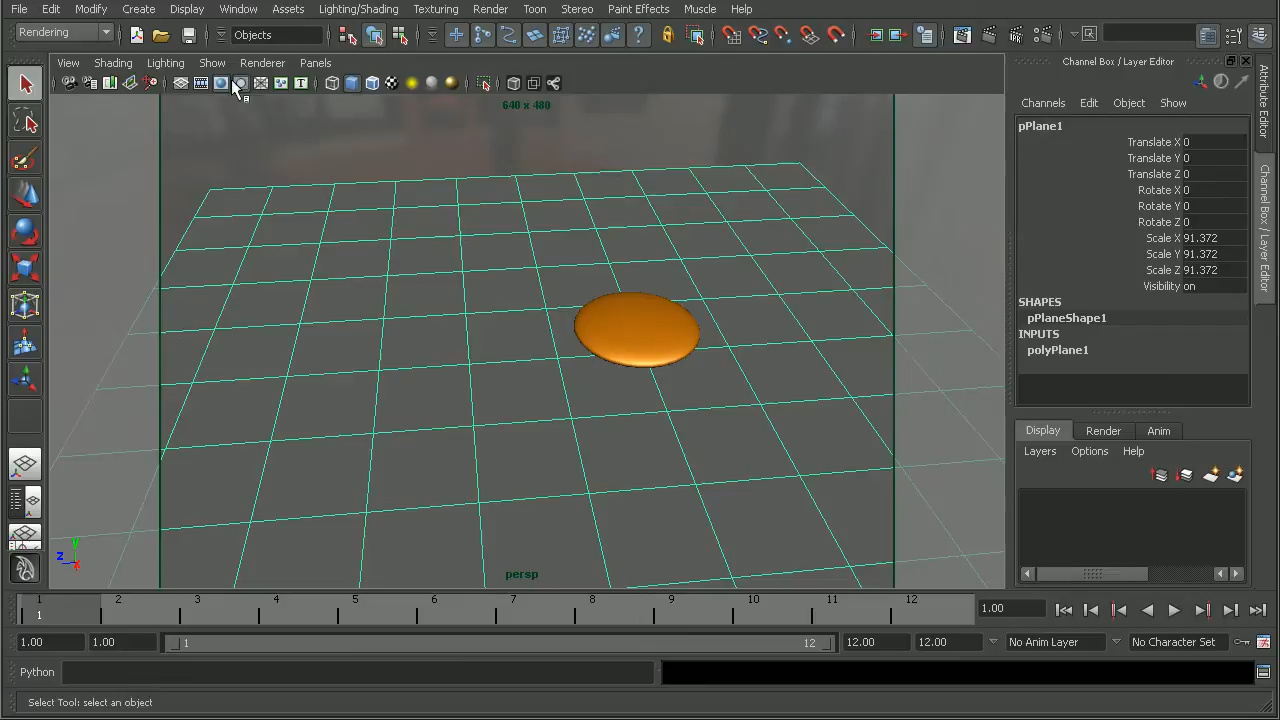 File Edit Modify Create Display Window Assets Lighting/Shading Texturing Render Toon Stereo Paint Effects Muscle Help
Rendering Objects
View Shading Lighting Show Renderer Panels
Channel Box / Layer Editor
Channels Edit Object Show
pPlane1
Translate X 0
Translate Y 0
Translate Z 0
Rotate X 0
Rotate Y 0
Rotate Z 0
Scale X 91.372
Scale Y 91.372
Scale Z 91.372
Visibility on
SHAPES
pPlaneShape1
INPUTS
polyPlane1
Attribute Editor
Channel Box / Layer Editor
Display Render Anim
Layers Options Help
640 x 480
persp
y
z
x
1 2 3 4 5 6 7 8 9 10 11 12
1
1.00
1.00 1.00 1 12 12.00 12.00 No Anim Layer No Character Set
Python
Select Tool: select an object